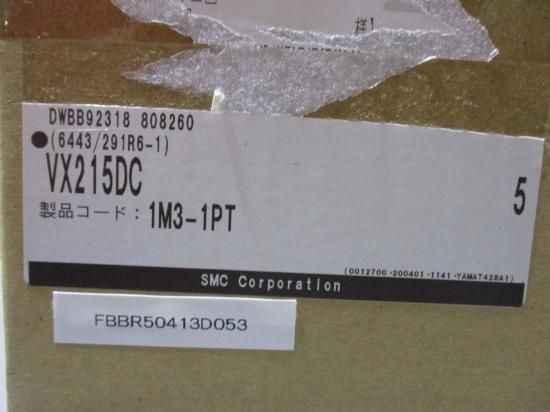 様】
DWBB92318 808260
●(6443/291R6-1)
VX215DC
5
製品コード： 1M3-1PT
(0012700 -200401 -1141 -YAMAT428A1)
SMC Corporation
FBBR50413D053